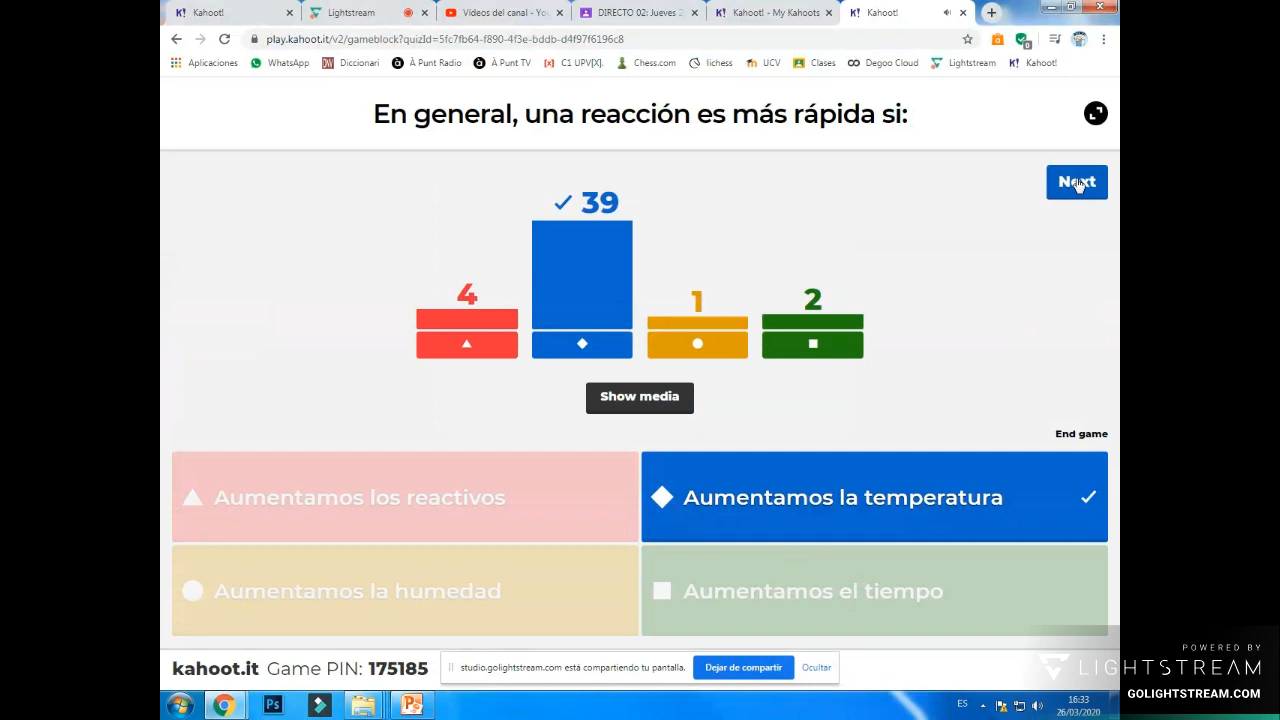 Kahoot!
Lightstream
Vídeos del canal - Yo
DIRECTO 02: Jueves 2
Kahoot! - My Kahoots
Kahoot!
play.kahoot.it/v2/gameblock?quizId=5fc7fb64-f890-4f3e-bddb-d4f97f6196c8
Aplicaciones
WhatsApp
Diccionari
À Punt Radio
À Punt TV
C1 UPV[X].
Chess.com
lichess
UCV
Clases
Degoo Cloud
Lightstream
Kahoot!
En general, una reacción es más rápida si:
Next
4
39
1
2
Show media
End game
Aumentamos los reactivos
Aumentamos la temperatura
Aumentamos la humedad
Aumentamos el tiempo
kahoot.it Game PIN: 175185
studio.golightstream.com está compartiendo tu pantalla.
Dejar de compartir
Ocultar
POWERED BY
LIGHTSTREAM
GOLIGHTSTREAM.COM
Ps
ES
16:33
26/03/2020